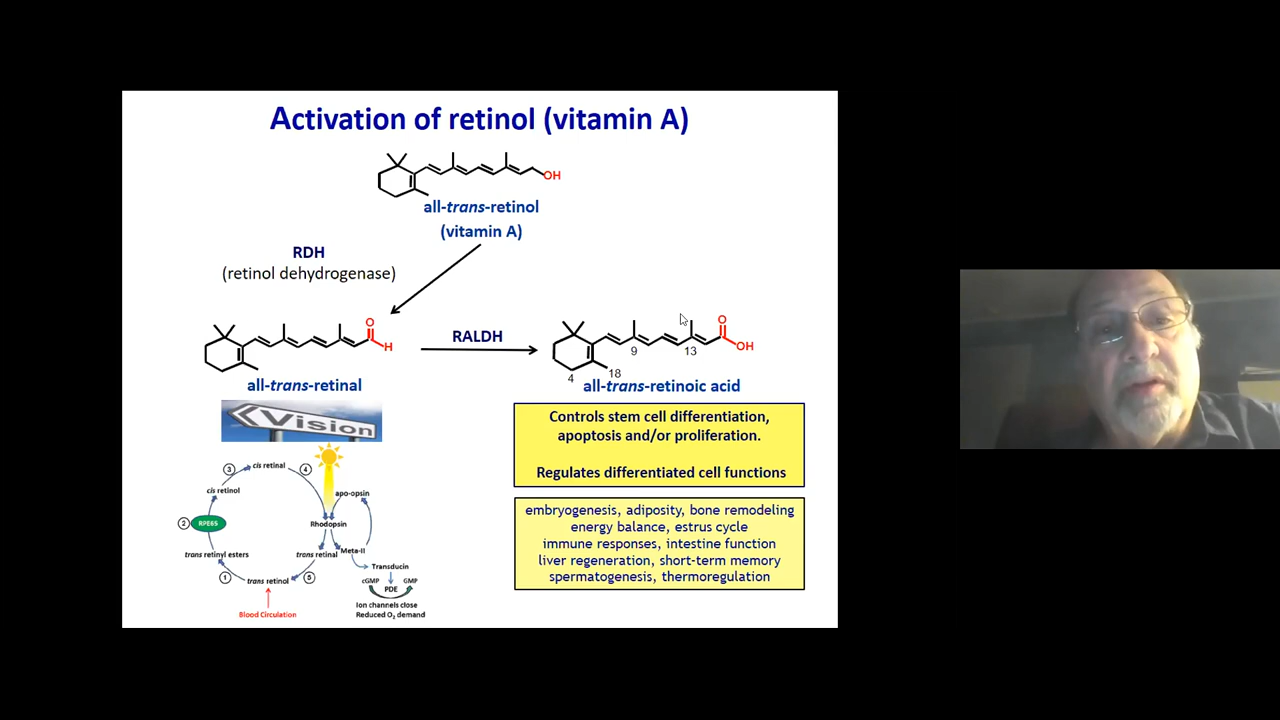 Activation of retinol (vitamin A)
OH
all-trans-retinol
(vitamin A)
RDH
(retinol dehydrogenase)
O
H
all-trans-retinal
RALDH
O
OH
9
13
18
4
all-trans-retinoic acid
Vision
cis retinal
3
4
cis retinol
apo-opsin
2
RPE65
Rhodopsin
trans retinyl esters
trans retinal
Meta-II
1
5
trans retinol
Transducin
cGMP
GMP
PDE
Blood Circulation
Ion channels close
Reduced O2 demand
Controls stem cell differentiation,
apoptosis and/or proliferation.
Regulates differentiated cell functions
embryogenesis, adiposity, bone remodeling
energy balance, estrus cycle
immune responses, intestine function
liver regeneration, short-term memory
spermatogenesis, thermoregulation